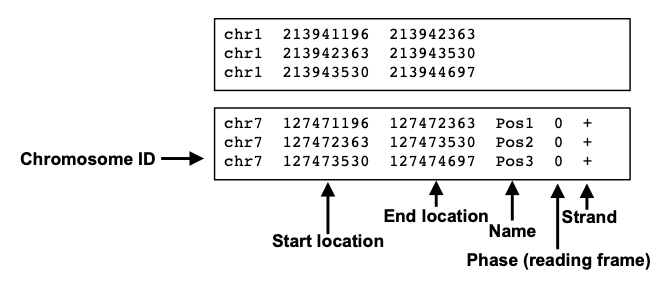 chr1 213941196 213942363
chr1 213942363 213943530
chr1 213943530 213944697
chr7 127471196 127472363 Pos1 0 +
chr7 127472363 127473530 Pos2 0 +
chr7 127473530 127474697 Pos3 0 +
Chromosome ID
Start location
End location
Name
Strand
Phase (reading frame)